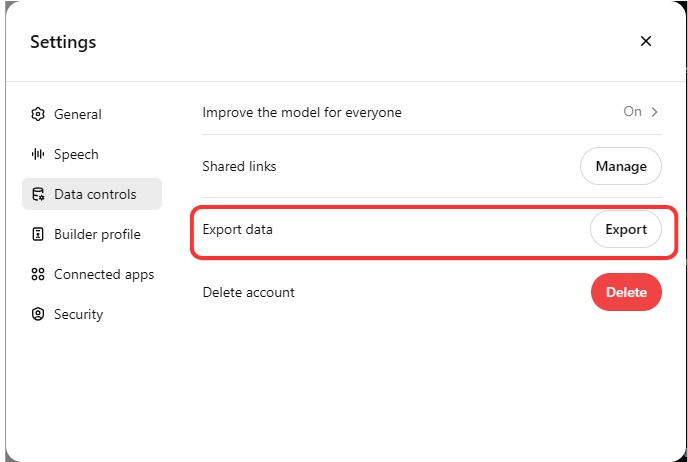 Settings
General
Speech
Data controls
Builder profile
Connected apps
Security
Improve the model for everyone On
Shared links Manage
Export data Export
Delete account Delete